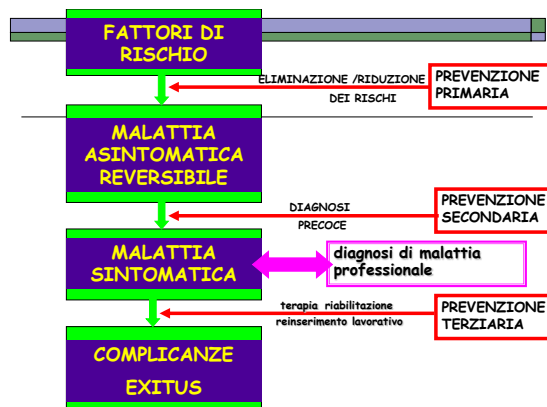 FATTORI DI
RISCHIO
ELIMINAZIONE /RIDUZIONE
DEI RISCHI
PREVENZIONE
PRIMARIA
MALATTIA
ASINTOMATICA
REVERSIBILE
DIAGNOSI
PRECOCE
PREVENZIONE
SECONDARIA
MALATTIA
SINTOMATICA
diagnosi di malattia
professionale
terapia riabilitazione
reinserimento lavorativo
PREVENZIONE
TERZIARIA
COMPLICANZE
EXITUS